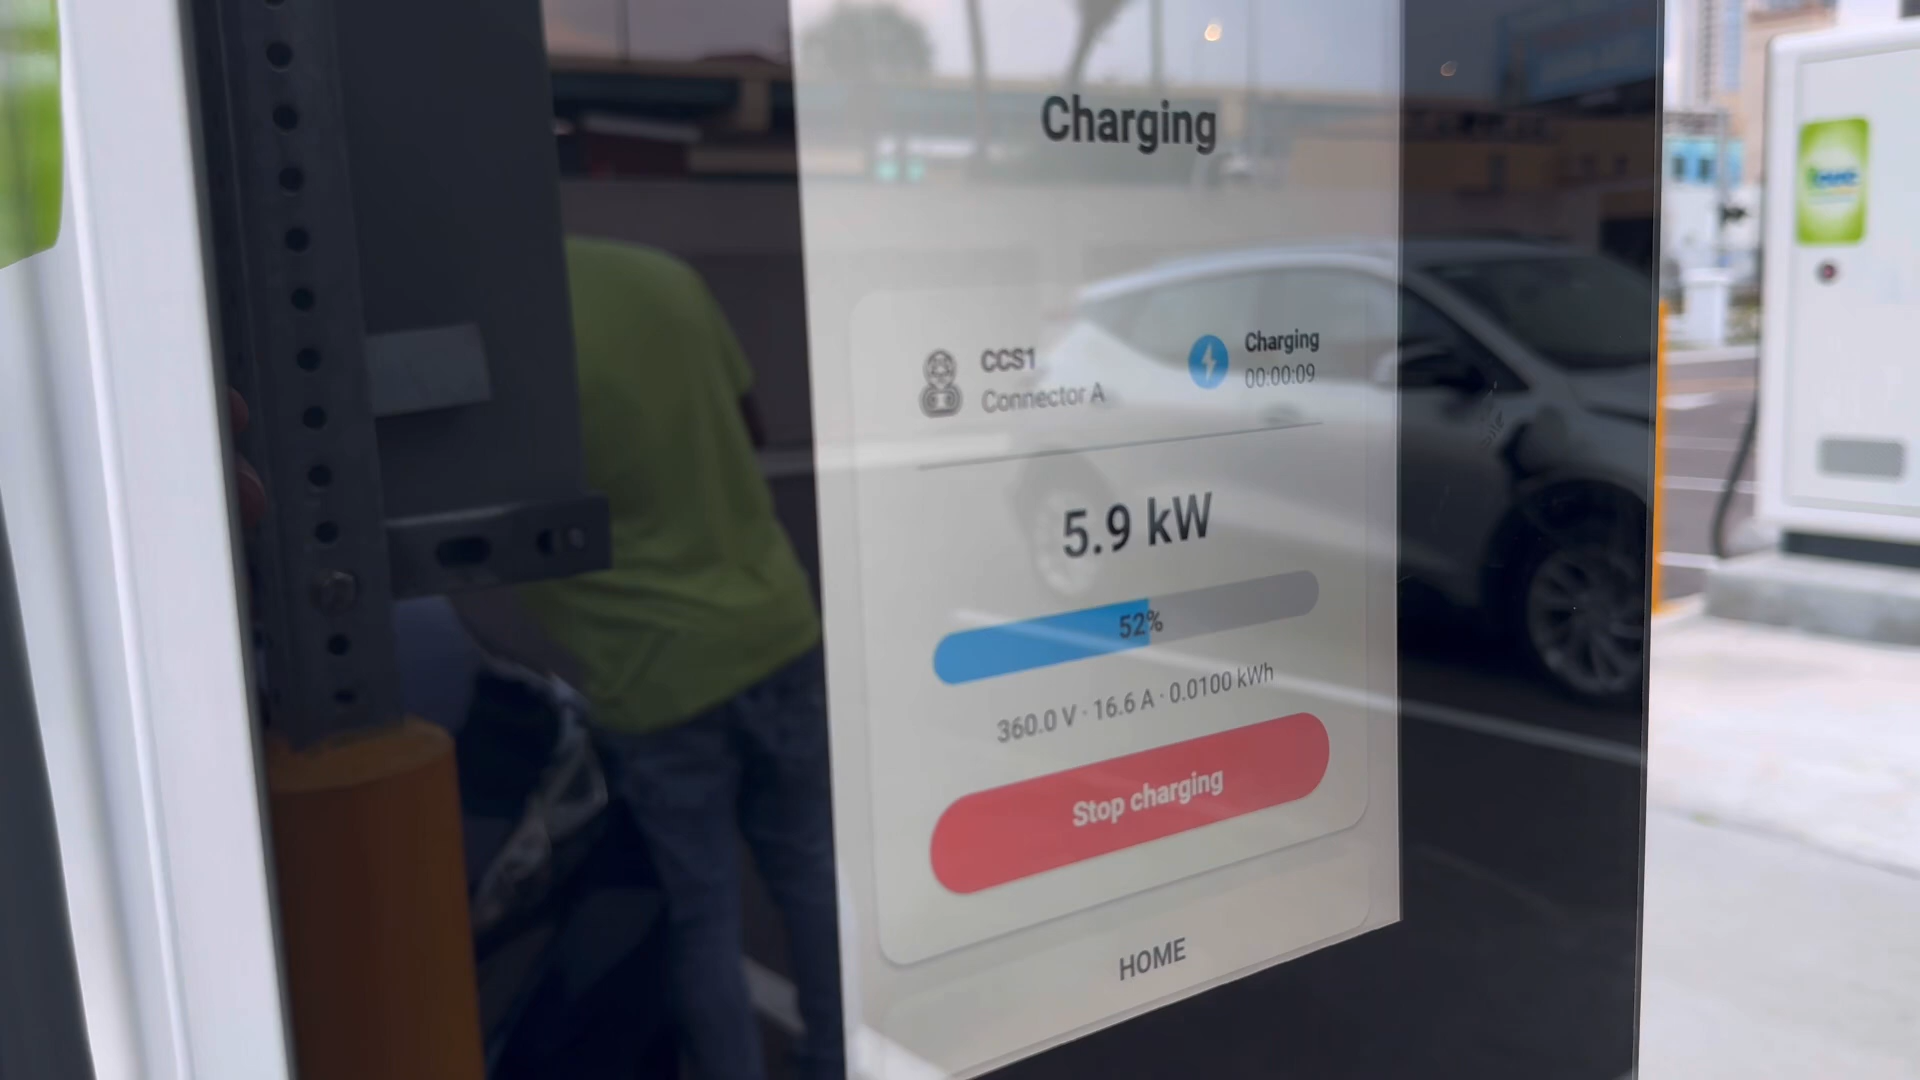 Charging
CCS1
Connector A
Charging
00:00:09
5.9 kW
52%
360.0 V · 16.6 A · 0.0100 kWh
Stop charging
HOME